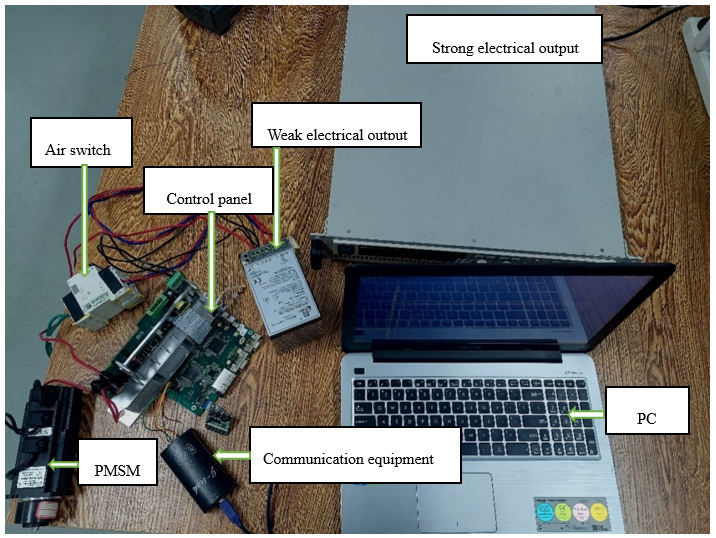 Strong electrical output
Weak electrical output
Air switch
Control panel
PC
Communication equipment
PMSM